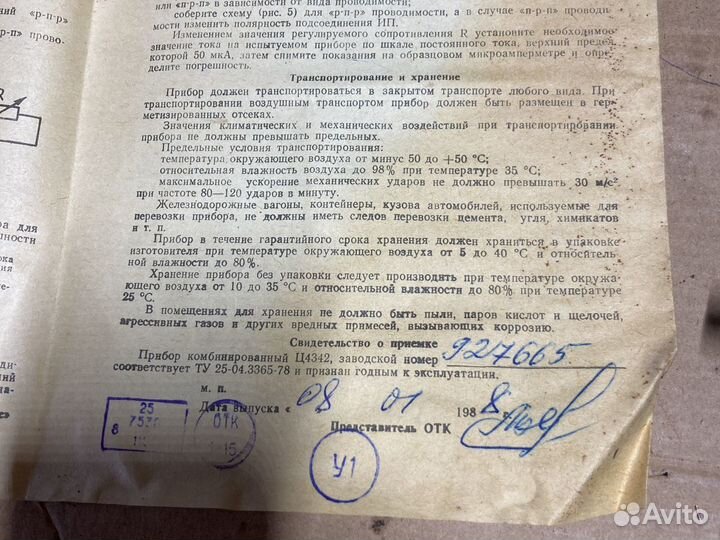 или «п-р-п» в зависимости от вида проводимости;
соберите схему (рис. 5) для «р-п-р» проводимости, а в случае «п-р-п» проводи-
мости изменить полярность подсоединения ИП.
Изменением значения регулируемого сопротивления R установите необходимое
значение тока на испытуемом приборе по шкале постоянного тока, верхний предел
которой 50 мкА, затем снимите показания на образцовом микроамперметре и опре-
делите погрешность.
Транспортирование и хранение
Прибор должен транспортироваться в закрытом транспорте любого вида. При
транспортировании воздушным транспортом прибор должен быть размещен в гер-
метизированных отсеках.
Значения климатических и механических воздействий при транспортировании
прибора не должны превышать предельных.
Предельные условия транспортирования:
температура окружающего воздуха от минус 50 до +50 °С;
относительная влажность воздуха до 98% при температуре 35 °С;
максимальное ускорение механических ударов не должно превышать 30 м/с²
при частоте 80—120 ударов в минуту.
Железнодорожные вагоны, контейнеры, кузова автомобилей, используемые для
перевозки прибора, не должны иметь следов перевозки цемента, угля, химикатов
и т. п.
Прибор в течение гарантийного срока хранения должен храниться в упаковке
изготовителя при температуре окружающего воздуха от 5 до 40 °С и относитель-
ной влажности до 80%.
Хранение прибора без упаковки следует производить при температуре окружа-
ющего воздуха от 10 до 35 °С и относительной влажности до 80% при температуре
25 °С.
В помещениях для хранения не должно быть пыли, паров кислот и щелочей,
агрессивных газов и других вредных примесей, вызывающих коррозию.
Свидетельство о приемке
Прибор комбинированный Ц4342, заводской номер 927665
соответствует ТУ 25-04.3365-78 и признан годным к эксплуатации.
м. п.
Дата выпуска « 08 01 1988 г.
Представитель ОТК
25
8
ОТК
15
У1
Avito